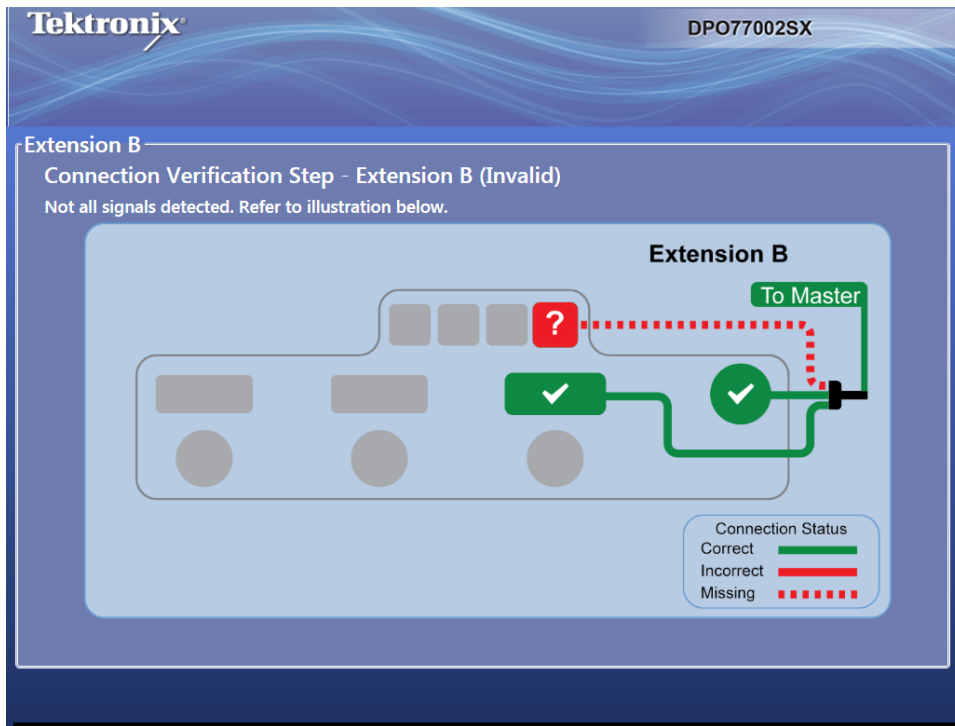 Tektronix®
DPO77002SX
Extension B
Connection Verification Step - Extension B (Invalid)
Not all signals detected. Refer to illustration below.
Extension B
To Master
?
Connection Status
Correct
Incorrect
Missing